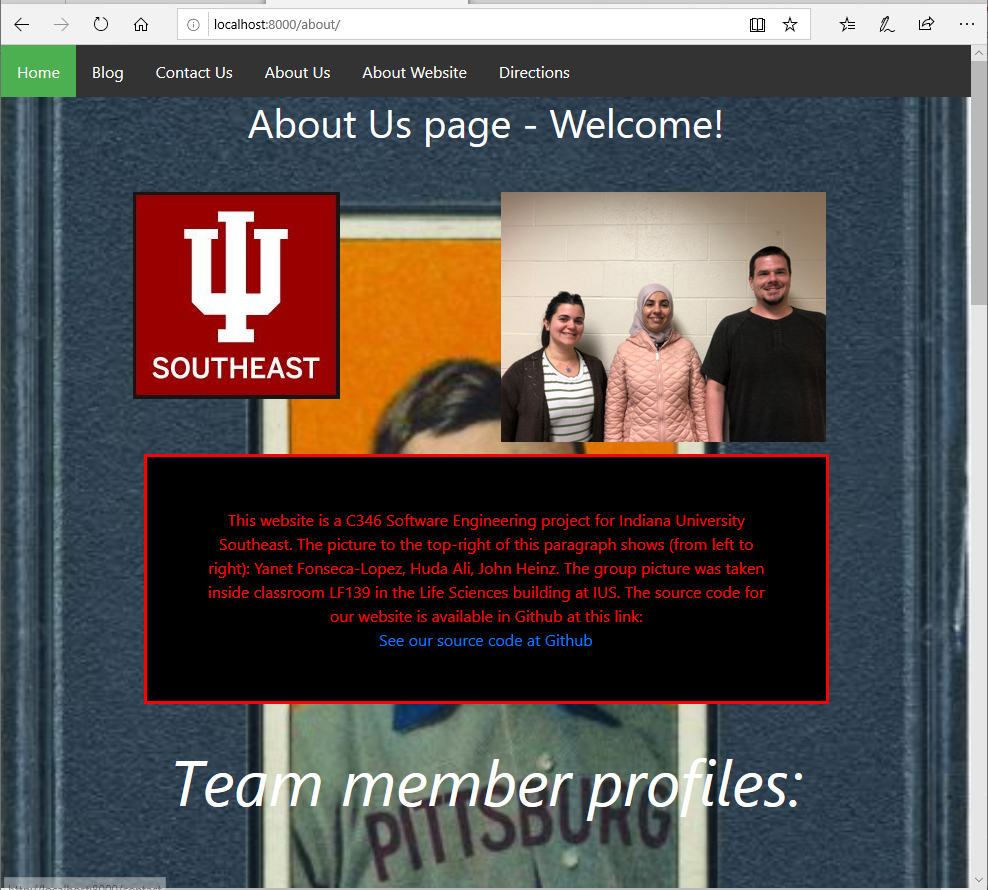 localhost:8000/about/
Home Blog Contact Us About Us About Website Directions
About Us page - Welcome!
SOUTHEAST
This website is a C346 Software Engineering project for Indiana University
Southeast. The picture to the top-right of this paragraph shows (from left to
right): Yanet Fonseca-Lopez, Huda Ali, John Heinz. The group picture was taken
inside classroom LF139 in the Life Sciences building at IUS. The source code for
our website is available in Github at this link:
See our source code at Github
Team member profiles:
PITTSBURG
http://localhost:8000/contact